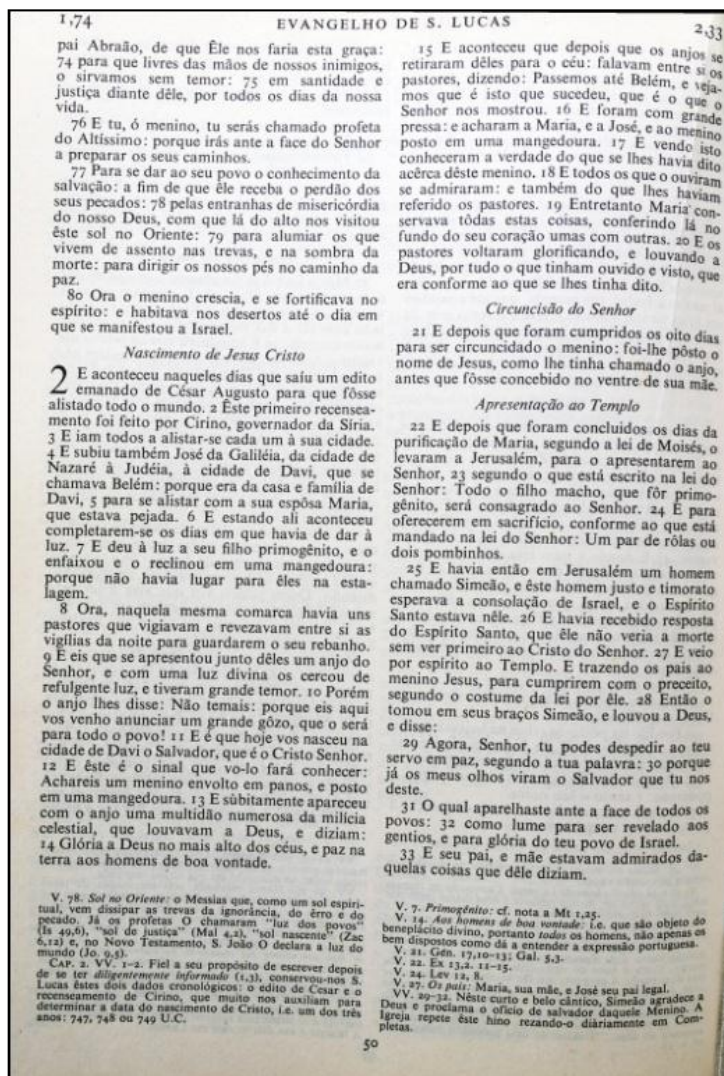 1,74
EVANGELHO DE S. LUCAS
2,33
pai Abraão, de que Êle nos faria esta graça:
74 para que livres das mãos de nossos inimigos,
o sirvamos sem temor: 75 em santidade e
justiça diante dêle, por todos os dias da nossa
vida.
76 E tu, ó menino, tu serás chamado profeta
do Altíssimo: porque irás ante a face do Senhor
a preparar os seus caminhos.
77 Para se dar ao seu povo o conhecimento da
salvação: a fim de que êle receba o perdão dos
seus pecados: 78 pelas entranhas de misericórdia
do nosso Deus, com que lá do alto nos visitou
êste sol no Oriente: 79 para alumiar os que
vivem de assento nas trevas, e na sombra da
morte: para dirigir os nossos pés no caminho da
paz.
80 Ora o menino crescia, e se fortificava no
espírito: e habitava nos desertos até o dia em
que se manifestou a Israel.
Nascimento de Jesus Cristo
2 E aconteceu naqueles dias que saíu um edito
emanado de César Augusto para que fôsse
alistado todo o mundo. 2 Êste primeiro recensea-
mento foi feito por Cirino, governador da Síria.
3 E iam todos a alistar-se cada um à sua cidade.
4 E subiu também José da Galiléia, da cidade de
Nazaré à Judéia, à cidade de Davi, que se
chamava Belém: porque era da casa e família de
Davi, 5 para se alistar com a sua espôsa Maria,
que estava pejada. 6 E estando ali aconteceu
completarem-se os dias em que havia de dar à
luz. 7 E deu à luz a seu filho primogênito, e o
enfaixou e o reclinou em uma mangedoura:
porque não havia lugar para êles na esta-
lagem.
8 Ora, naquela mesma comarca havia uns
pastores que vigiavam e revezavam entre si as
vigílias da noite para guardarem o seu rebanho.
9 E eis que se apresentou junto dêles um anjo do
Senhor, e com uma luz divina os cercou de
refulgente luz, e tiveram grande temor. 10 Porém
o anjo lhes disse: Não temais: porque eis aqui
vos venho anunciar um grande gôzo, que o será
para todo o povo! 11 E é que hoje vos nasceu na
cidade de Davi o Salvador, que é o Cristo Senhor.
12 E êste é o sinal que vo-lo fará conhecer:
Achareis um menino envolto em panos, e posto
em uma mangedoura. 13 E sùbitamente apareceu
com o anjo uma multidão numerosa da milícia
celestial, que louvavam a Deus, e diziam:
14 Glória a Deus no mais alto dos céus, e paz na
terra aos homens de boa vontade.
V. 78. Sol no Oriente: o Messias que, como um sol espiri-
tual, vem dissipar as trevas da ignorância, do êrro e do
pecado. Já os profetas O chamaram "luz dos povos"
(Is 49,6), "sol de justiça" (Mal 4,2), "sol nascente" (Zac
6,12) e, no Novo Testamento, S. João O declara a luz do
mundo (Jo. 9,5).
CAP. 2. VV. 1-2. Fiel a seu propósito de escrever depois
de se ter diligentemente informado (1,3), conservou-nos S.
Lucas êstes dois dados cronológicos: o edito de César e o
recenseamento de Cirino, que muito nos auxiliam para
determinar a data do nascimento de Cristo, i.e. um dos três
anos: 747, 748 ou 749 U.C.
15 E aconteceu que depois que os anjos se
retiraram dêles para o céu: falavam entre si os
pastores, dizendo: Passemos até Belém, e veja-
mos que é isto que sucedeu, que é o que o
Senhor nos mostrou. 16 E foram com grande
pressa: e acharam a Maria, e a José, e ao menino
posto em uma mangedoura. 17 E vendo isto
conheceram a verdade do que se lhes havia dito
acêrca dêste menino. 18 E todos os que o ouviram
se admiraram: e também do que lhes haviam
referido os pastores. 19 Entretanto Maria con-
servava tôdas estas coisas, conferindo lá no
fundo do seu coração umas com outras. 20 E os
pastores voltaram glorificando, e louvando a
Deus, por tudo o que tinham ouvido e visto, que
era conforme ao que se lhes tinha dito.
Circuncisão do Senhor
21 E depois que foram cumpridos os oito dias
para ser circuncidado o menino: foi-lhe pôsto o
nome de Jesus, como lhe tinha chamado o anjo,
antes que fôsse concebido no ventre de sua mãe.
Apresentação ao Templo
22 E depois que foram concluidos os dias da
purificação de Maria, segundo a lei de Moisés, o
levaram a Jerusalém, para o apresentarem ao
Senhor, 23 segundo o que está escrito na lei do
Senhor: Todo o filho macho, que fôr primo-
gênito, será consagrado ao Senhor. 24 E para
oferecerem em sacrifício, conforme ao que está
mandado na lei do Senhor: Um par de rôlas ou
dois pombinhos.
25 E havia então em Jerusalém um homem
chamado Simeão, e êste homem justo e timorato
esperava a consolação de Israel, e o Espírito
Santo estava nêle. 26 E havia recebido resposta
do Espírito Santo, que êle não veria a morte
sem ver primeiro ao Cristo do Senhor. 27 E veio
por espírito ao Templo. E trazendo os pais ao
menino Jesus, para cumprirem com o preceito,
segundo o costume da lei por êle. 28 Então o
tomou em seus braços Simeão, e louvou a Deus,
e disse:
29 Agora, Senhor, tu podes despedir ao teu
servo em paz, segundo a tua palavra: 30 porque
já os meus olhos viram o Salvador que tu nos
deste.
31 O qual aparelhaste ante a face de todos os
povos: 32 como lume para ser revelado aos
gentios, e para glória do teu povo de Israel.
33 E seu pai, e mãe estavam admirados da-
quelas coisas que dêle diziam.
V. 7. Primogênito: cf. nota a Mt 1,25.
V. 14. Aos homens de boa vontade: i.e. que são objeto do
beneplácito divino, portanto todos os homens, não apenas os
bem dispostos como dá a entender a expressão portuguesa.
V. 21. Gên. 17,10-13; Gal. 5,3.
V. 22. Ex 13,2. 11-15.
V. 24. Lev 12, 8.
V. 27. Os pais: Maria, sua mãe, e José seu pai legal.
VV. 29-32. Nêste curto e belo cântico, Simeão agradece a
Deus e proclama o ofício de salvador daquele Menino. A
Igreja repete êste hino rezando-o diàriamente em Com-
pletas.
50